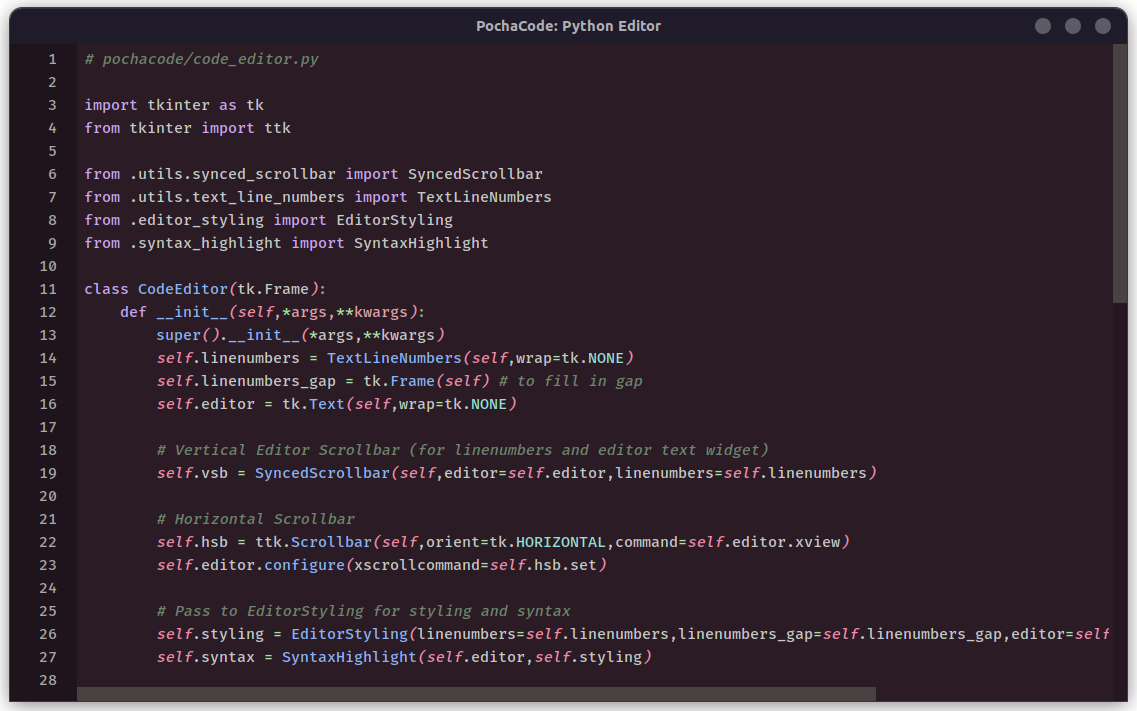 PochaCode: Python Editor
1 # pochacode/code_editor.py
2
3 import tkinter as tk
4 from tkinter import ttk
5
6 from .utils.synced_scrollbar import SyncedScrollbar
7 from .utils.text_line_numbers import TextLineNumbers
8 from .editor_styling import EditorStyling
9 from .syntax_highlight import SyntaxHighlight
10
11 class CodeEditor(tk.Frame):
12     def __init__(self,*args,**kwargs):
13         super().__init__(*args,**kwargs)
14         self.linenumbers = TextLineNumbers(self,wrap=tk.NONE)
15         self.linenumbers_gap = tk.Frame(self) # to fill in gap
16         self.editor = tk.Text(self,wrap=tk.NONE)
17
18         # Vertical Editor Scrollbar (for linenumbers and editor text widget)
19         self.vsb = SyncedScrollbar(self,editor=self.editor,linenumbers=self.linenumbers)
20
21         # Horizontal Scrollbar
22         self.hsb = ttk.Scrollbar(self,orient=tk.HORIZONTAL,command=self.editor.xview)
23         self.editor.configure(xscrollcommand=self.hsb.set)
24
25         # Pass to EditorStyling for styling and syntax
26         self.styling = EditorStyling(linenumbers=self.linenumbers,linenumbers_gap=self.linenumbers_gap,editor=self
27         self.syntax = SyntaxHighlight(self.editor,self.styling)
28